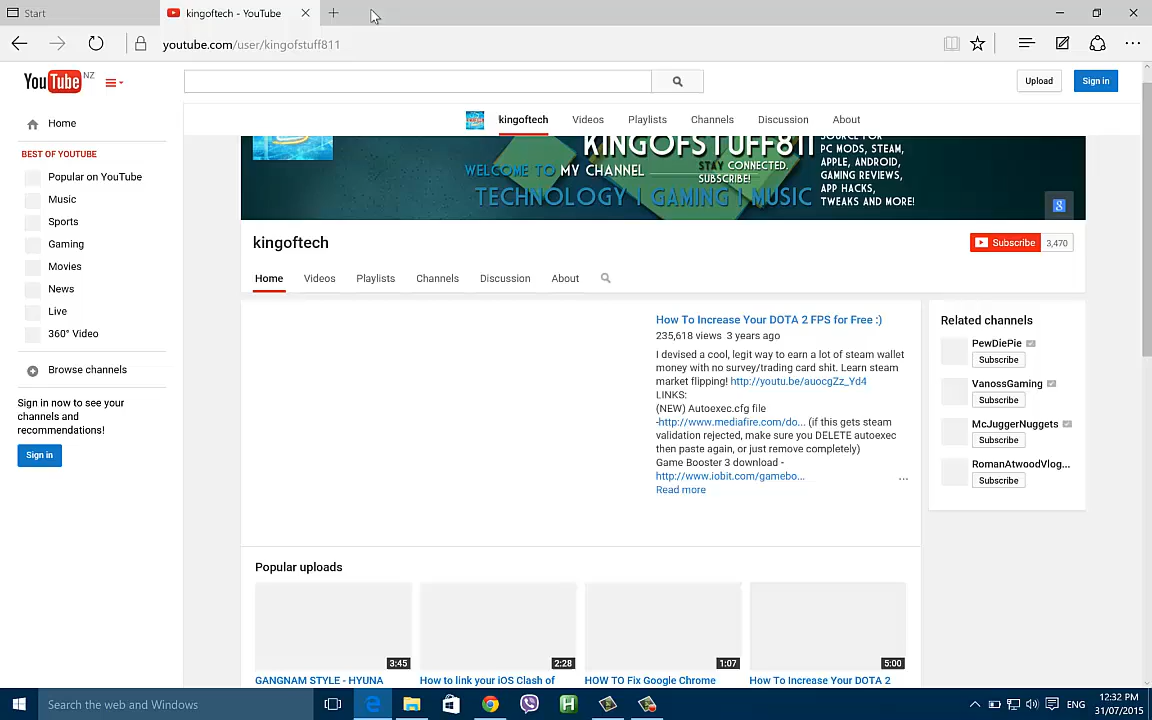 Start
kingoftech - YouTube
youtube.com/user/kingofstuff811
YouTube NZ
Upload
Sign in
kingoftech Videos Playlists Channels Discussion About
Home
BEST OF YOUTUBE
Popular on YouTube
Music
Sports
Gaming
Movies
News
Live
360° Video
Browse channels
Sign in now to see your
channels and
recommendations!
Sign in
KINGOFSTUFF811
WELCOME TO MY CHANNEL
STAY CONNECTED.
SUBSCRIBE!
TECHNOLOGY | GAMING | MUSIC
SOURCE FOR
PC MODS, STEAM,
APPLE, ANDROID,
GAMING REVIEWS,
APP HACKS,
TWEAKS AND MORE!
kingoftech
Subscribe 3,470
Home Videos Playlists Channels Discussion About
How To Increase Your DOTA 2 FPS for Free :)
235,618 views 3 years ago
I devised a cool, legit way to earn a lot of steam wallet
money with no survey/trading card shit. Learn steam
market flipping! http://youtu.be/auocgZz_Yd4
LINKS:
(NEW) Autoexec.cfg file
-http://www.mediafire.com/do... (if this gets steam
validation rejected, make sure you DELETE autoexec
then paste again, or just remove completely)
Game Booster 3 download -
http://www.iobit.com/gamebo... ...
Read more
Related channels
PewDiePie
Subscribe
VanossGaming
Subscribe
McJuggerNuggets
Subscribe
RomanAtwoodVlog...
Subscribe
Popular uploads
3:45
2:28
1:07
5:00
GANGNAM STYLE - HYUNA
How to link your iOS Clash of
HOW TO Fix Google Chrome
How To Increase Your DOTA 2
Search the web and Windows
ENG
12:32 PM
31/07/2015